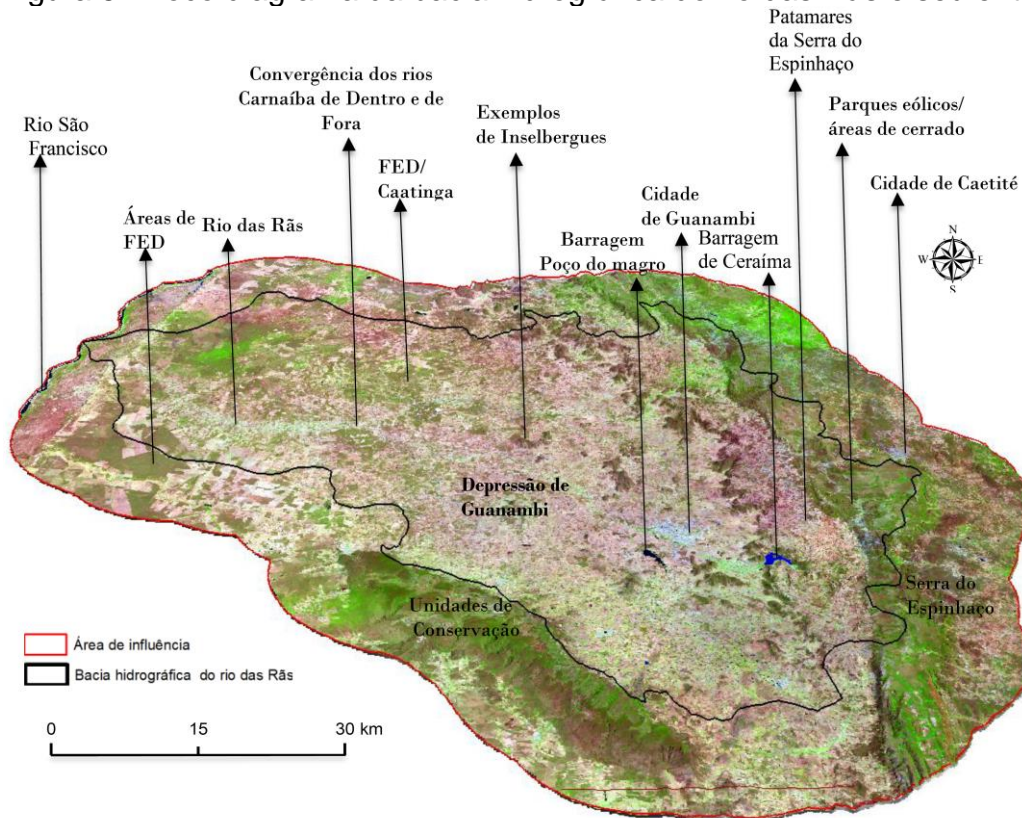 Patamares
da Serra do
Espinhaço
Convergência dos rios
Carnaíba de Dentro e de
Fora
Exemplos
de Inselbergues
Parques eólicos/
áreas de cerrado
Rio São
Francisco
FED/
Caatinga
Cidade
de Guanambi
Cidade de Caetité
Áreas de
FED
Rio das Rãs
Barragem
Poço do magro
Barragem
de Ceraíma
N
W E
S
Depressão de
Guanambi
Unidades de
Conservação
Serra do
Espinhaço
Área de influência
Bacia hidrográfica do rio das Rãs
0 15 30 km